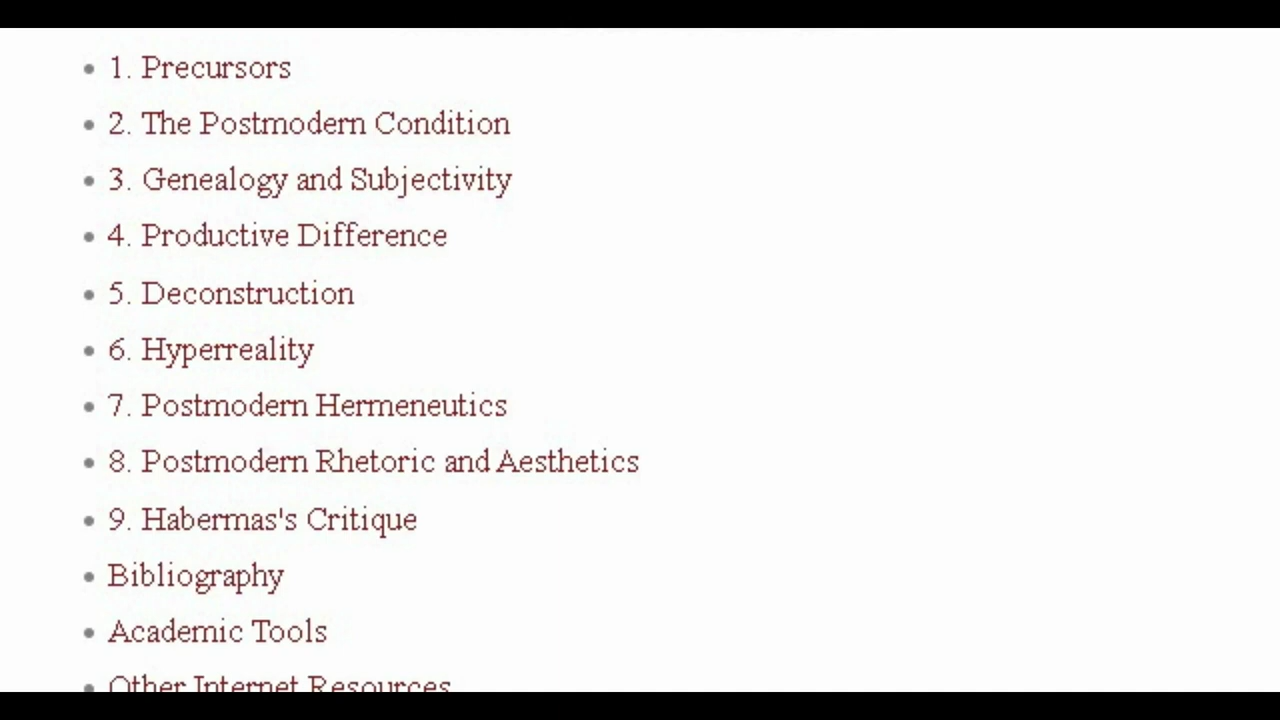 • 1. Precursors
• 2. The Postmodern Condition
• 3. Genealogy and Subjectivity
• 4. Productive Difference
• 5. Deconstruction
• 6. Hyperreality
• 7. Postmodern Hermeneutics
• 8. Postmodern Rhetoric and Aesthetics
• 9. Habermas's Critique
• Bibliography
• Academic Tools
• Other Internet Resources